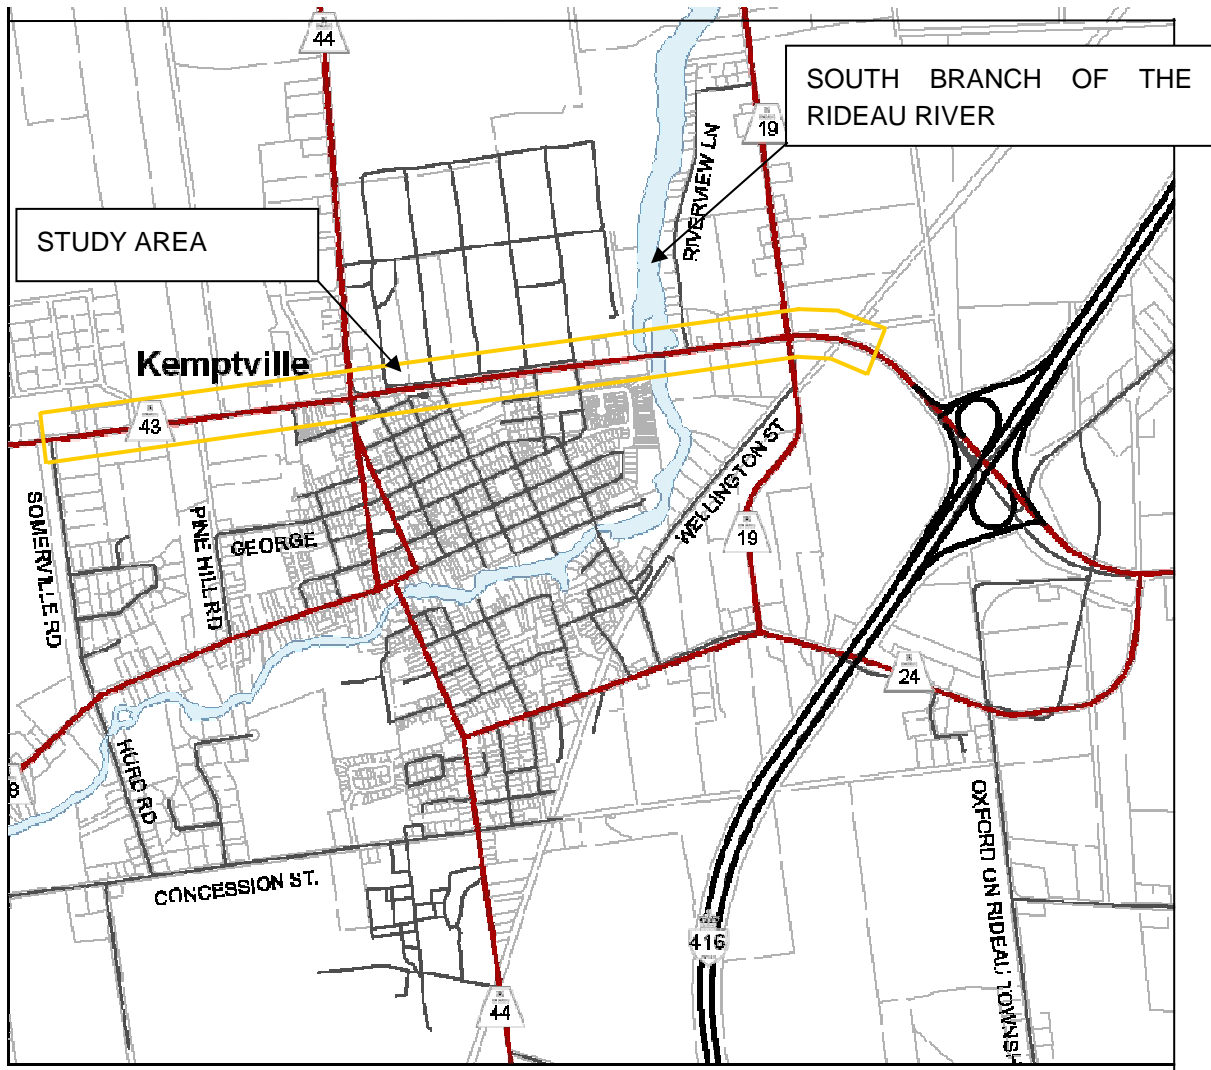 44
SOUTH BRANCH OF THE
RIDEAU RIVER
19
RIVERVIEW LN
STUDY AREA
Kemptville
43
SOMERVILLE RD
PINE HILL RD
GEORGE
WELLINGTON ST
19
24
8
HURD RD
CONCESSION ST.
OXFORD ON RIDEAU TOWNSH
416
44